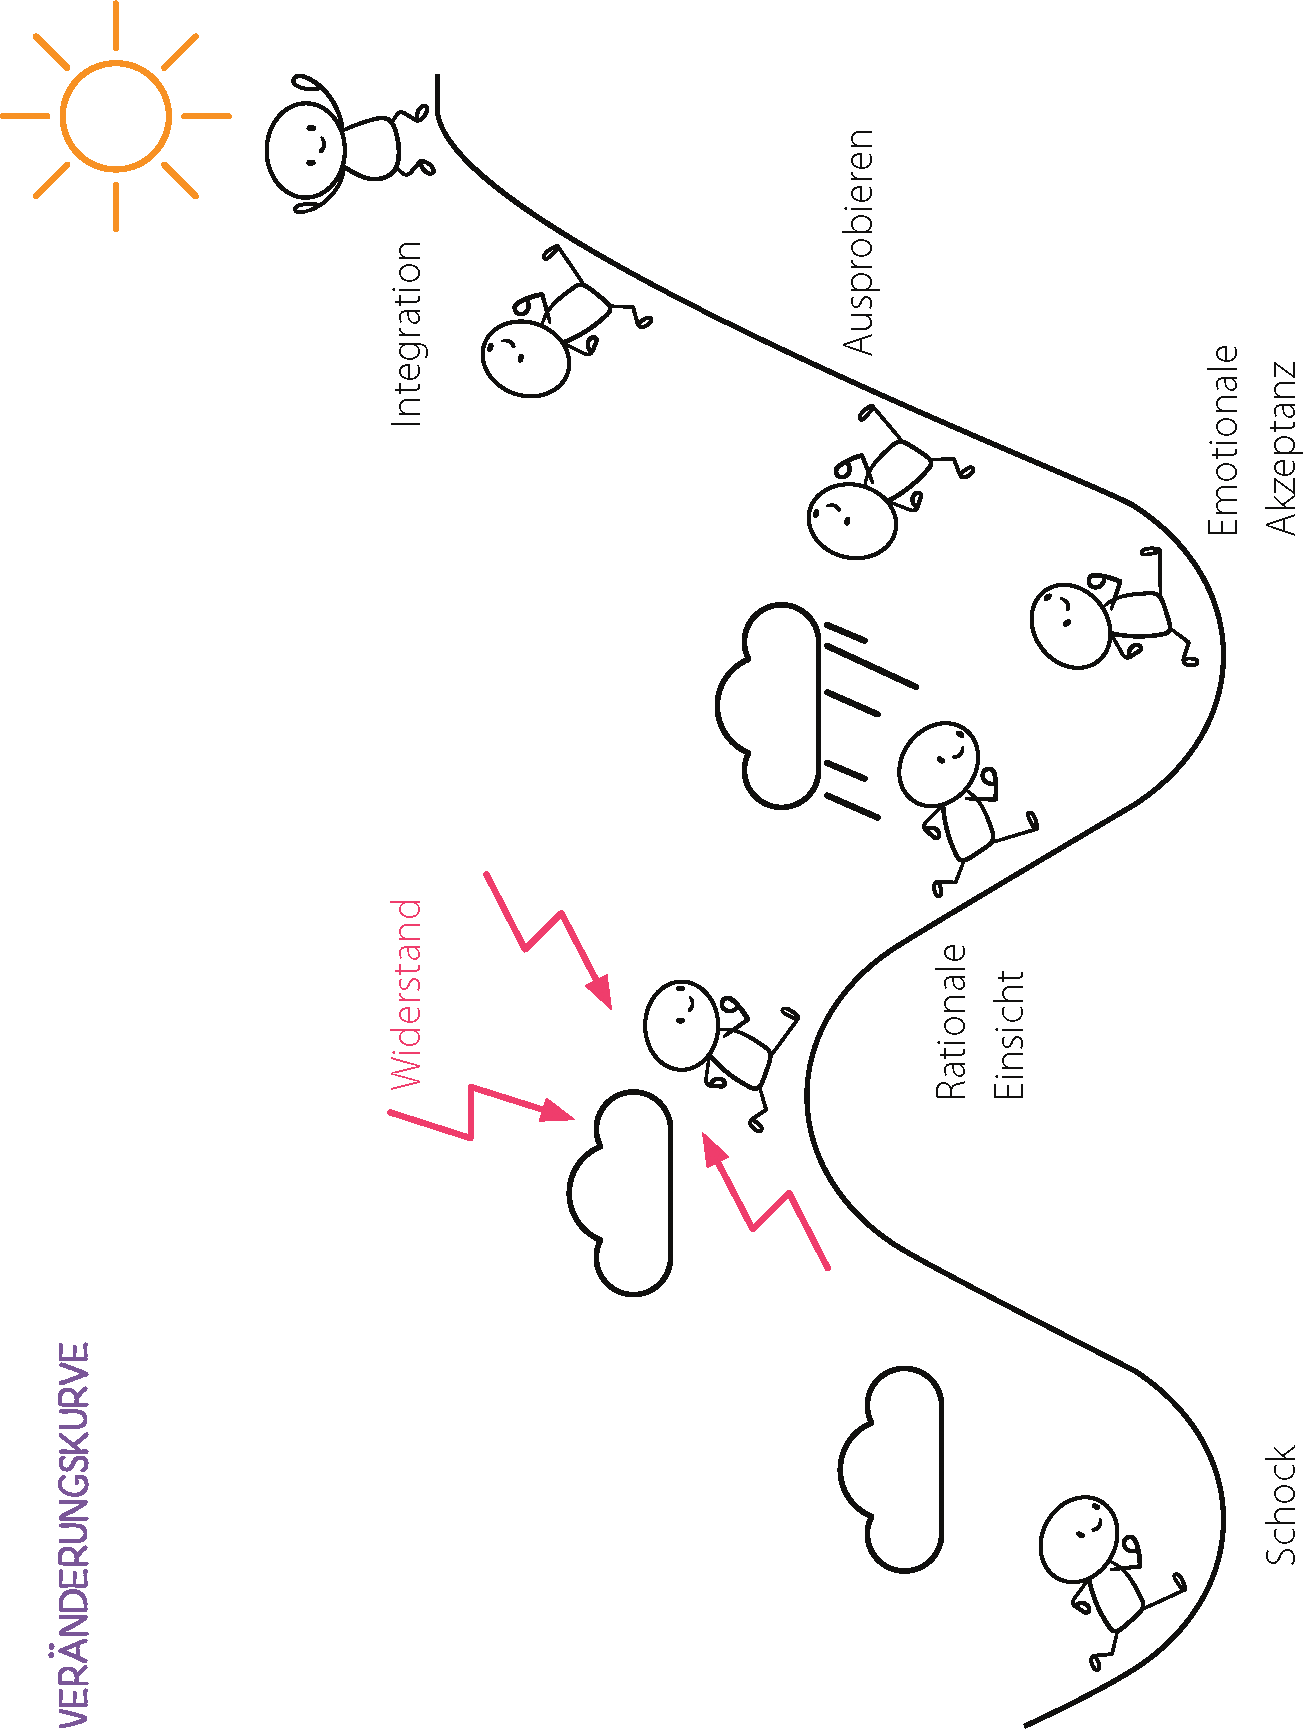 VERÄNDERUNGSKURVE
Schock
Widerstand
Rationale
Einsicht
Emotionale
Akzeptanz
Ausprobieren
Integration